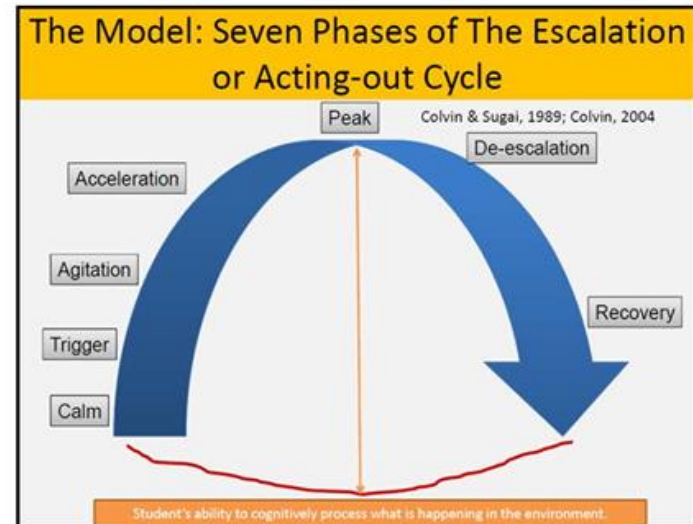 The Model: Seven Phases of The Escalation
or Acting-out Cycle
Peak
Colvin & Sugai, 1989; Colvin, 2004
De-escalation
Acceleration
Agitation
Recovery
Trigger
Calm
Student's ability to cognitively process what is happening in the environment.